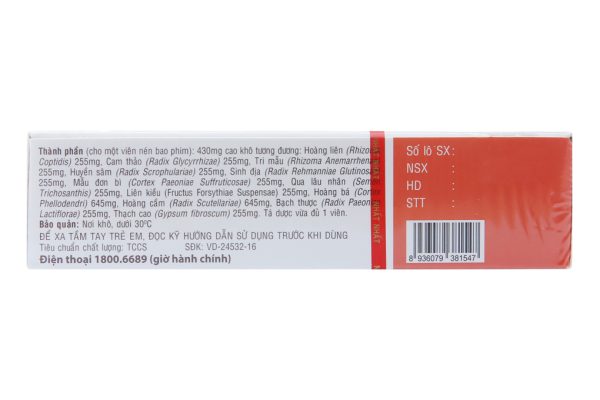 Thành phần (cho một viên nén bao phim): 430mg cao khô tương đương: Hoàng liên (Rhizoma
Coptidis) 255mg, Cam thảo (Radix Glycyrrhizae) 255mg, Tri mẫu (Rhizoma Anemarrhenae)
255mg, Huyền sâm (Radix Scrophulariae) 255mg, Sinh địa (Radix Rehmanniae Glutinosae)
255mg, Mẫu đơn bì (Cortex Paeoniae Suffruticosae) 255mg, Qua lâu nhân (Semen
Trichosanthis) 255mg, Liên kiều (Fructus Forsythiae Suspensae) 255mg, Hoàng bá (Cortex
Phellodendri) 645mg, Hoàng cầm (Radix Scutellariae) 645mg, Bạch thược (Radix Paeoniae
Lactiflorae) 255mg, Thạch cao (Gypsum fibroscum) 255mg. Tá dược vừa đủ 1 viên.
Bảo quản: Nơi khô, dưới 30ºC
ĐỂ XA TẦM TAY TRẺ EM, ĐỌC KỸ HƯỚNG DẪN SỬ DỤNG TRƯỚC KHI DÙNG
Tiêu chuẩn chất lượng: TCCS SĐK: VD-24532-16
Điện thoại 1800.6689 (giờ hành chính)
NHẤT NHẤT
Số lô SX :
NSX :
HD :
STT :
8 936079 381547